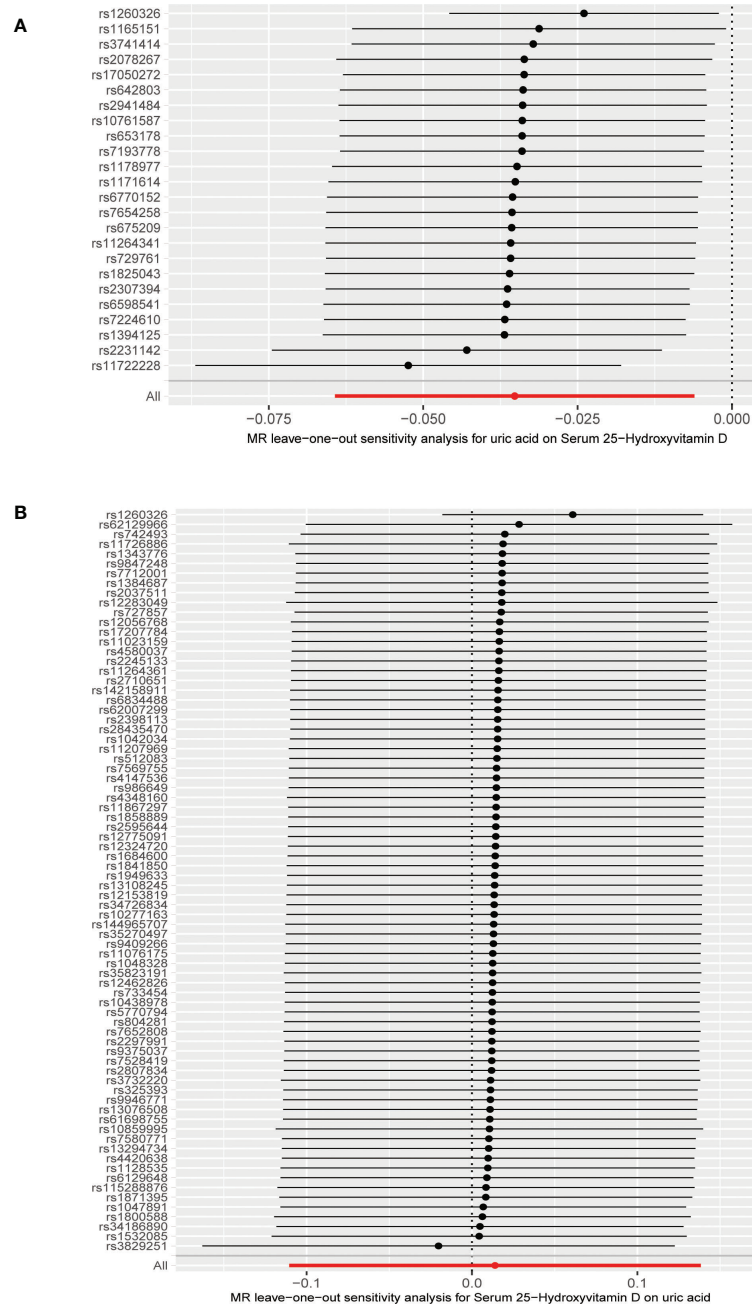 A
rs1260326
rs1165151
rs3741414
rs2078267
rs17050272
rs642803
rs2941484
rs10761587
rs653178
rs7193778
rs1178977
rs1171614
rs6770152
rs7654258
rs675209
rs11264341
rs729761
rs1825043
rs2307394
rs6598541
rs7224610
rs1394125
rs2231142
rs11722228
All
−0.075 −0.050 −0.025 0.000
MR leave−one−out sensitivity analysis for uric acid on Serum 25−Hydroxyvitamin D
B
rs1260326
rs62129966
rs742493
rs11726886
rs1343776
rs9847248
rs7712001
rs1384687
rs2037511
rs12283049
rs727857
rs12056768
rs17207784
rs11023159
rs4580037
rs2245133
rs11264361
rs2710651
rs142158911
rs6834488
rs62007299
rs2398113
rs28435470
rs1042034
rs11207969
rs512083
rs7569755
rs4147536
rs986649
rs4348160
rs11867297
rs1858889
rs2595644
rs12775091
rs12324720
rs1684600
rs1841850
rs1949633
rs13108245
rs12153819
rs34726834
rs10277163
rs144965707
rs35270497
rs9409266
rs11076175
rs1048328
rs35823191
rs12462826
rs733454
rs10438978
rs5770794
rs804281
rs7652808
rs2297991
rs9375037
rs7528419
rs2807834
rs3732220
rs325393
rs9946771
rs13076508
rs61698755
rs10859995
rs7580771
rs13294734
rs4420638
rs1128535
rs6129648
rs115288876
rs1871395
rs1047891
rs1800588
rs34186890
rs1532085
rs3829251
All
−0.1 0.0 0.1
MR leave−one−out sensitivity analysis for Serum 25−Hydroxyvitamin D on uric acid